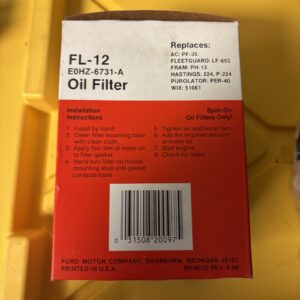 FL-12
E0HZ-6731-A
Oil Filter
Replaces:
AC: PF-35
FLEETGUARD: LF-653
FRAM: PH-13
HASTINGS: 224, P-224
PUROLATOR: PER-40
WIX: 51061
Installation
Instructions
Spin-On
Oil Filters Only!
1. Install by hand.
2. Clean filter mounting base
with clean cloth.
3. Apply thin film of motor oil
to filter gasket.
4. Hand turn filter on hollow
mounting stud until gasket
contacts base.
5. Tighten an additional turn.
6. Add the required amount
of motor oil.
7. Start engine.
8. Check for leaks.
0 31508 20097
FORD MOTOR COMPANY, DEARBORN, MICHIGAN 48121
PRINTED IN U.S.A.